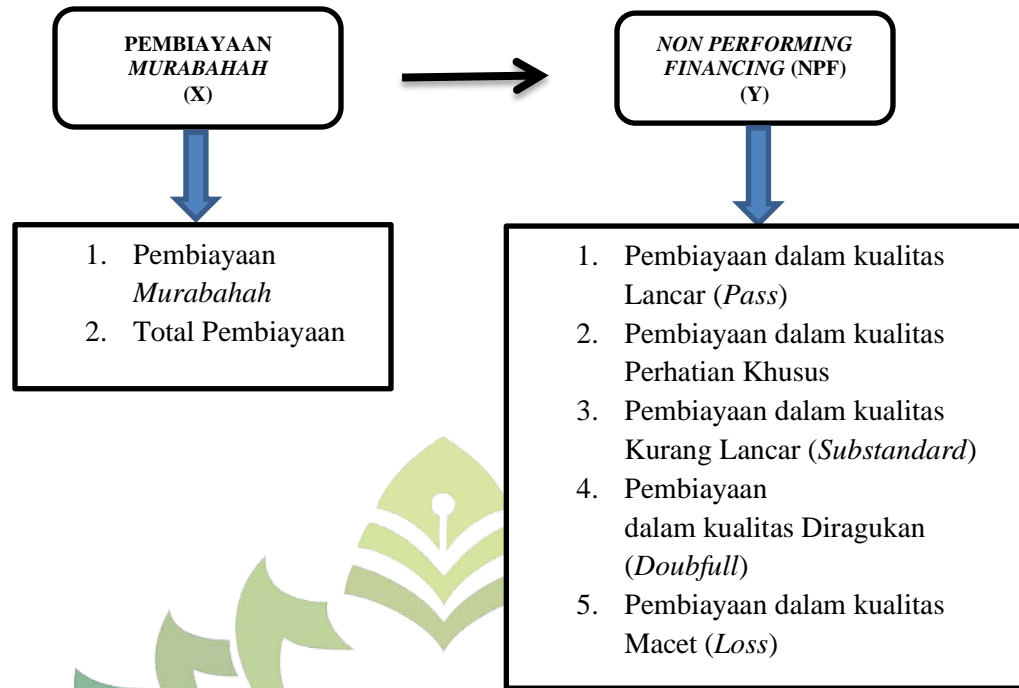 PEMBIAYAAN
MURABAHAH
(X)
NON PERFORMING
FINANCING (NPF)
(Y)
1. Pembiayaan
Murabahah
2. Total Pembiayaan
1. Pembiayaan dalam kualitas
Lancar (Pass)
2. Pembiayaan dalam kualitas
Perhatian Khusus
3. Pembiayaan dalam kualitas
Kurang Lancar (Substandard)
4. Pembiayaan
dalam kualitas Diragukan
(Doubfull)
5. Pembiayaan dalam kualitas
Macet (Loss)